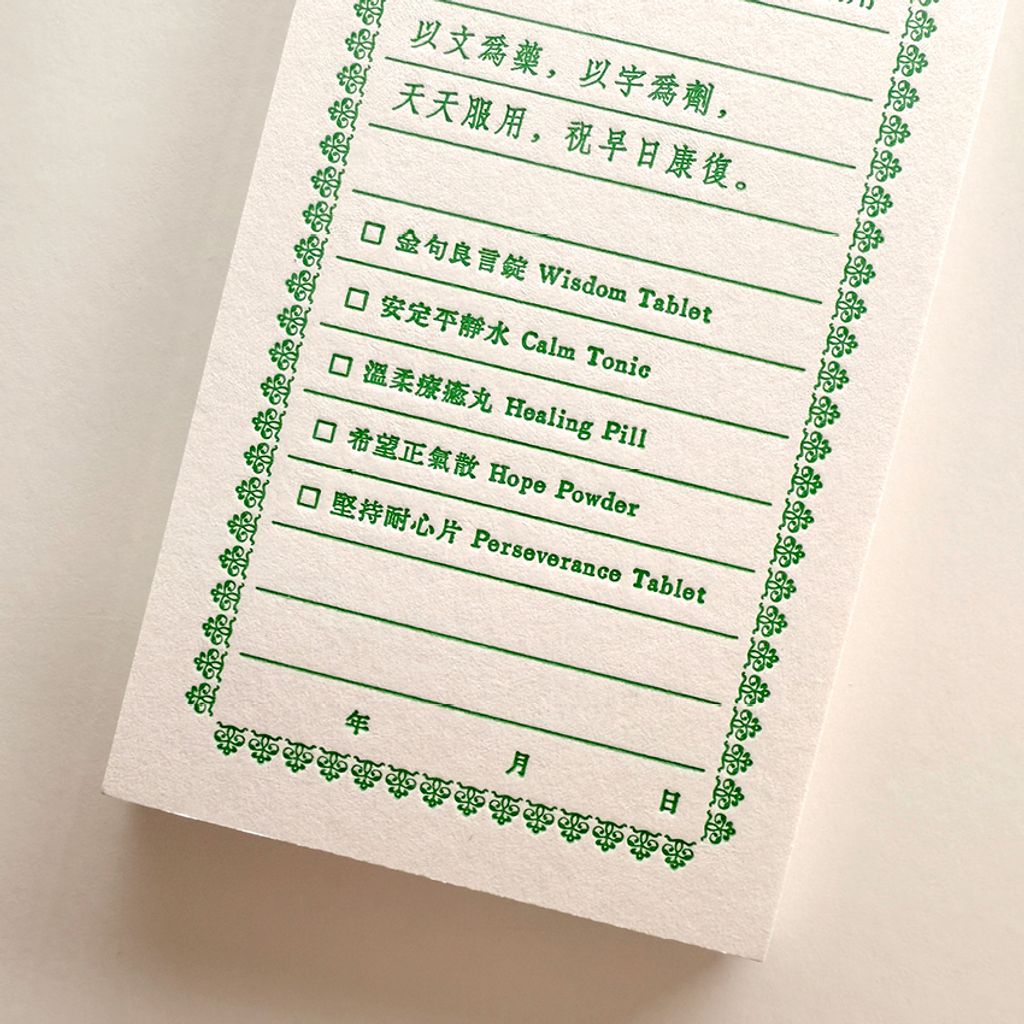 以文爲藥，以字爲劑，
天天服用，祝早日康復。
□ 金句良言錠 Wisdom Tablet
□ 安定平靜水 Calm Tonic
□ 溫柔療癒丸 Healing Pill
□ 希望正氣散 Hope Powder
□ 堅持耐心片 Perseverance Tablet
年 月 日